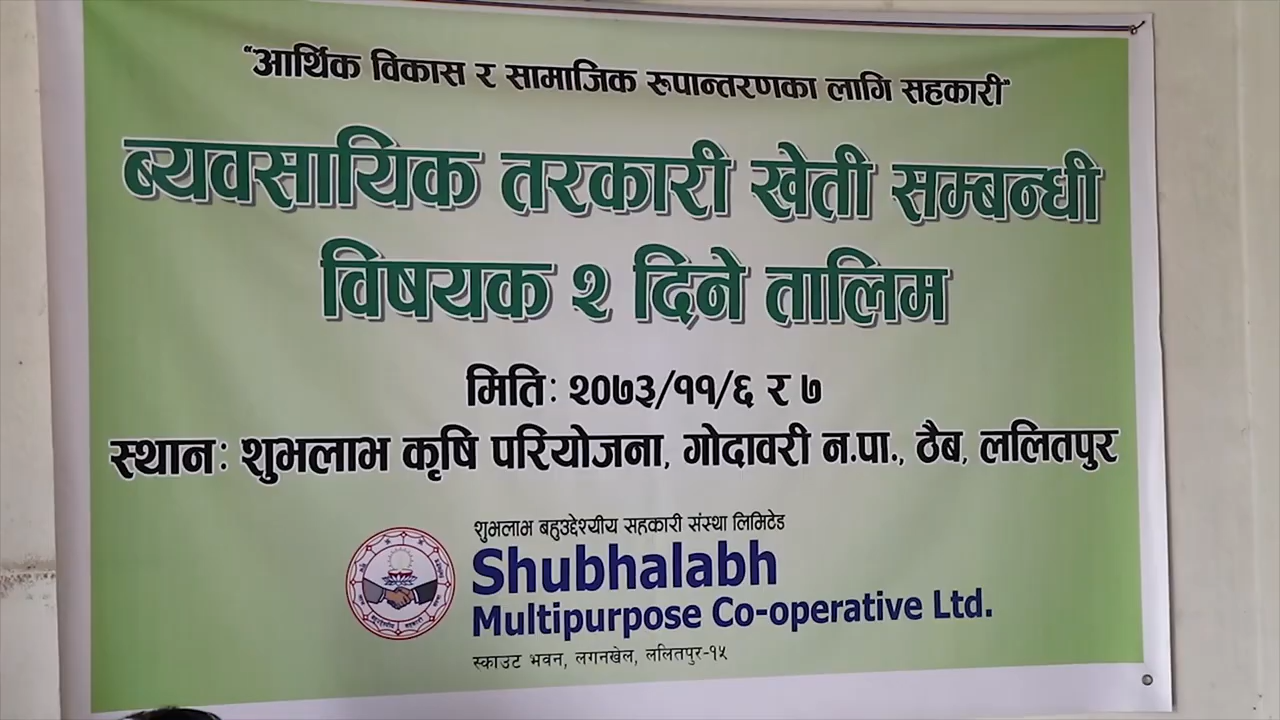 "आर्थिक विकास र सामाजिक रुपान्तरणका लागि सहकारी"
ब्यवसायिक तरकारी खेती सम्बन्धी
विषयक २ दिने तालिम
मिति: २०७३/११/६ र ७
स्थान: शुभलाभ कृषि परियोजना, गोदावरी न.पा., ठैब, ललितपुर
शुभलाभ बहुउद्देश्यीय सहकारी संस्था लिमिटेड
Shubhalabh
Multipurpose Co-operative Ltd.
स्काउट भवन, लगनखेल, ललितपुर-१५